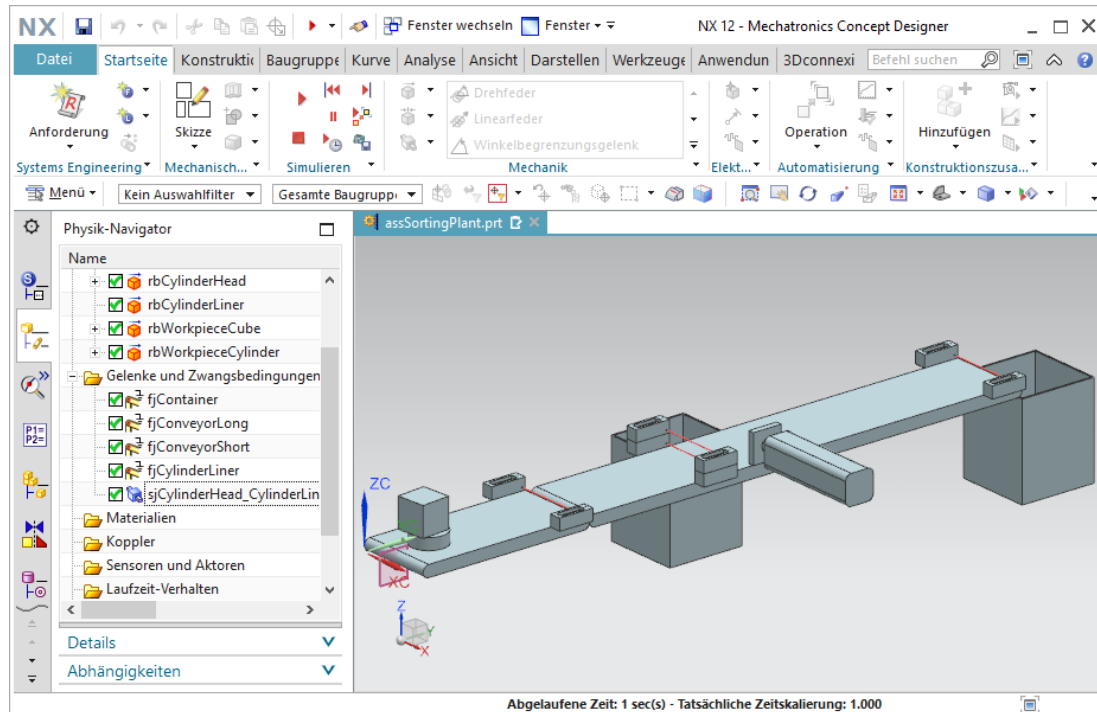 NX Fenster wechseln Fenster NX 12 - Mechatronics Concept Designer
Datei Startseite Konstruktic Baugruppe Kurve Analyse Ansicht Darstellen Werkzeuge Anwendun 3Dconnexi Befehl suchen
Drehfeder
Linearfeder
Winkelbegrenzungsgelenk
Anforderung Skizze Operation Hinzufügen
Systems Engineering Mechanisch... Simulieren Mechanik Elekt... Automatisierung Konstruktionszusa...
Menü Kein Auswahlfilter Gesamte Baugruppe
Physik-Navigator assSortingPlant.prt
Name
rbCylinderHead
rbCylinderLiner
rbWorkpieceCube
rbWorkpieceCylinder
Gelenke und Zwangsbedingungen
fjContainer
fjConveyorLong
fjConveyorShort
fjCylinderLiner
sjCylinderHead_CylinderLin
Materialien
Koppler
Sensoren und Aktoren
Laufzeit-Verhalten
Details
Abhängigkeiten
P1=
P2=
ZC
XC
Z
Y
X
Abgelaufene Zeit: 1 sec(s) - Tatsächliche Zeitskalierung: 1.000